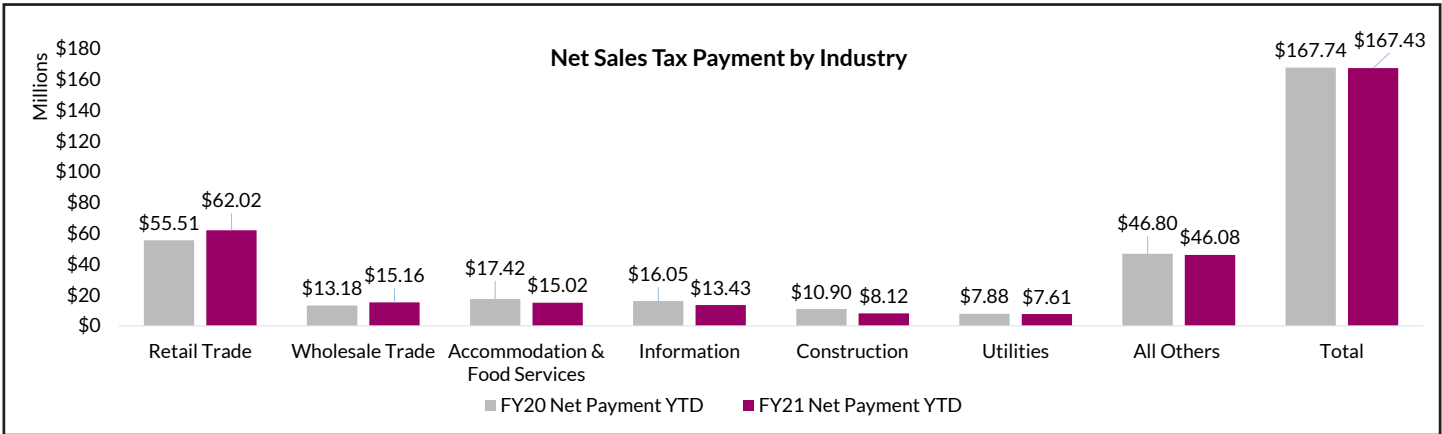 Net Sales Tax Payment by Industry
Millions
$180
$160
$140
$120
$100
$80
$60
$40
$20
$0
$55.51 $62.02
$13.18 $15.16
$17.42 $15.02
$16.05 $13.43
$10.90 $8.12
$7.88 $7.61
$46.80 $46.08
$167.74 $167.43
Retail Trade
Wholesale Trade
Accommodation &
Food Services
Information
Construction
Utilities
All Others
Total
FY20 Net Payment YTD FY21 Net Payment YTD